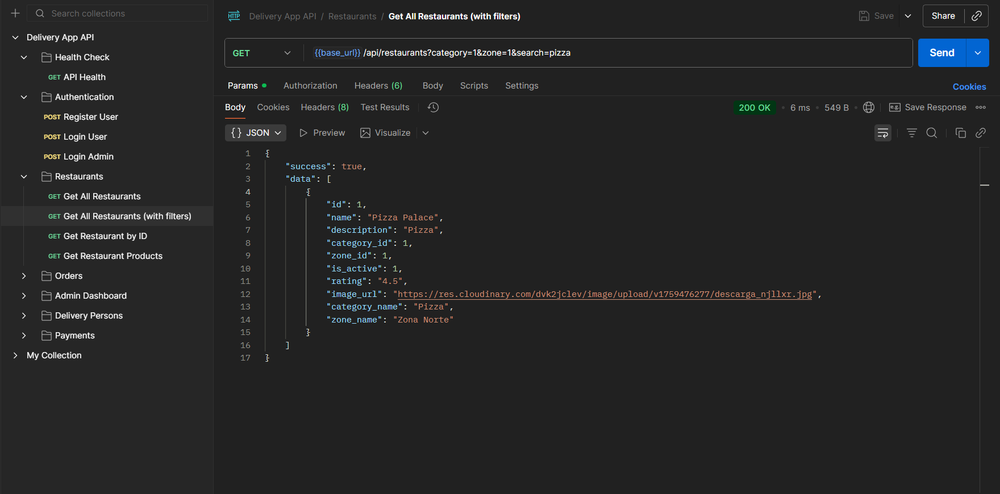 Search collections
Delivery App API
Health Check
GET API Health
Authentication
POST Register User
POST Login User
POST Login Admin
Restaurants
GET Get All Restaurants
GET Get All Restaurants (with filters)
GET Get Restaurant by ID
GET Get Restaurant Products
Orders
Admin Dashboard
Delivery Persons
Payments
My Collection
HTTP Delivery App API / Restaurants / Get All Restaurants (with filters)
Save Share
GET {{base_url}} /api/restaurants?category=1&zone=1&search=pizza
Send
Params Authorization Headers (6) Body Scripts Settings
Cookies
Body Cookies Headers (8) Test Results
200 OK • 6 ms • 549 B • e.g. Save Response
{} JSON Preview Visualize
1 {
2 "success": true,
3 "data": [
4 {
5 "id": 1,
6 "name": "Pizza Palace",
7 "description": "Pizza",
8 "category_id": 1,
9 "zone_id": 1,
10 "is_active": 1,
11 "rating": "4.5",
12 "image_url": "https://res.cloudinary.com/dvk2jclev/image/upload/v1759476277/descarga_njllxr.jpg",
13 "category_name": "Pizza",
14 "zone_name": "Zona Norte"
15 }
16 ]
17 }